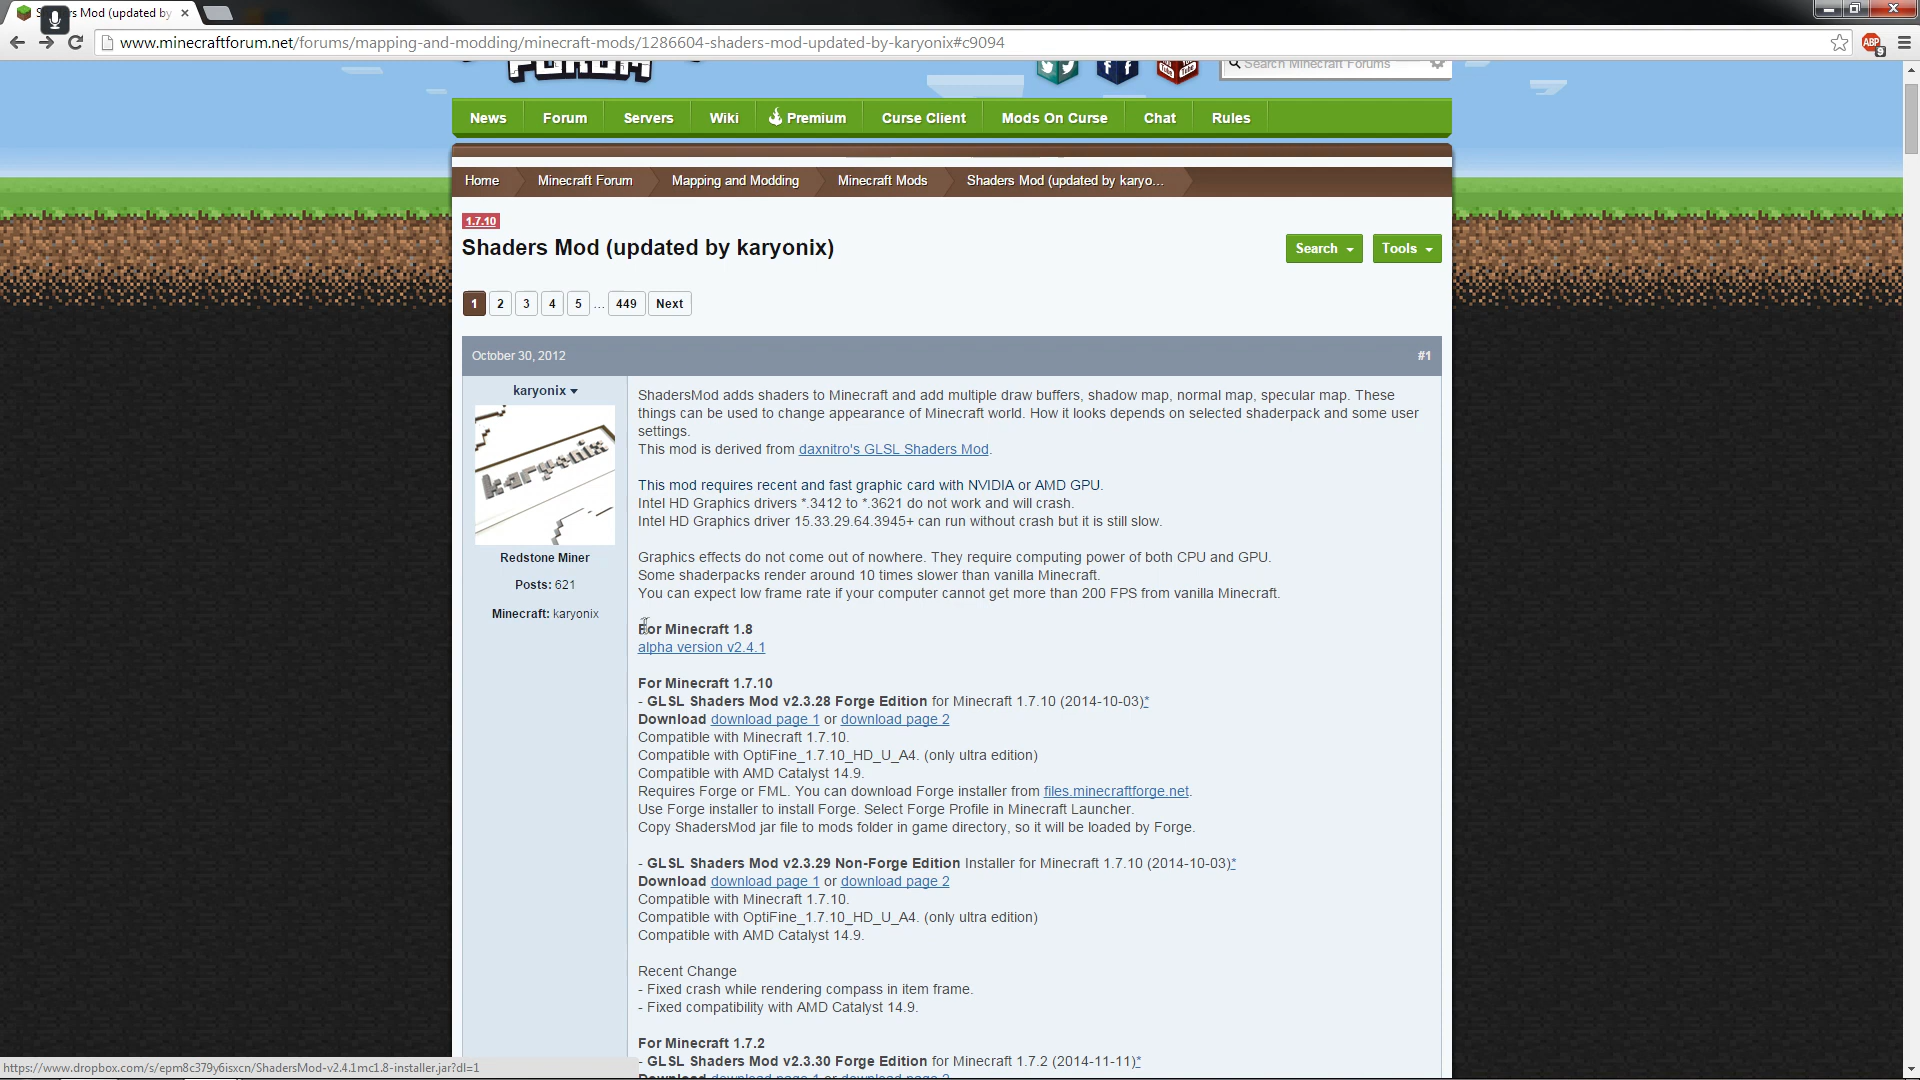 Shaders Mod (updated by
www.minecraftforum.net/forums/mapping-and-modding/minecraft-mods/1286604-shaders-mod-updated-by-karyonix#c9094
ABP
9
FORUM
You Tube
Search Minecraft Forums
News Forum Servers Wiki Premium Curse Client Mods On Curse Chat Rules
Home Minecraft Forum Mapping and Modding Minecraft Mods Shaders Mod (updated by karyo...
1.7.10
Shaders Mod (updated by karyonix)
Search Tools
1 2 3 4 5 ... 449 Next
October 30, 2012 #1
karyonix
karyonix
Redstone Miner
Posts: 621
Minecraft: karyonix
ShadersMod adds shaders to Minecraft and add multiple draw buffers, shadow map, normal map, specular map. These
things can be used to change appearance of Minecraft world. How it looks depends on selected shaderpack and some user
settings.
This mod is derived from daxnitro's GLSL Shaders Mod.
This mod requires recent and fast graphic card with NVIDIA or AMD GPU.
Intel HD Graphics drivers *.3412 to *.3621 do not work and will crash.
Intel HD Graphics driver 15.33.29.64.3945+ can run without crash but it is still slow.
Graphics effects do not come out of nowhere. They require computing power of both CPU and GPU.
Some shaderpacks render around 10 times slower than vanilla Minecraft.
You can expect low frame rate if your computer cannot get more than 200 FPS from vanilla Minecraft.
For Minecraft 1.8
alpha version v2.4.1
For Minecraft 1.7.10
- GLSL Shaders Mod v2.3.28 Forge Edition for Minecraft 1.7.10 (2014-10-03)*
Download download page 1 or download page 2
Compatible with Minecraft 1.7.10.
Compatible with OptiFine_1.7.10_HD_U_A4. (only ultra edition)
Compatible with AMD Catalyst 14.9.
Requires Forge or FML. You can download Forge installer from files.minecraftforge.net.
Use Forge installer to install Forge. Select Forge Profile in Minecraft Launcher.
Copy ShadersMod jar file to mods folder in game directory, so it will be loaded by Forge.
- GLSL Shaders Mod v2.3.29 Non-Forge Edition Installer for Minecraft 1.7.10 (2014-10-03)*
Download download page 1 or download page 2
Compatible with Minecraft 1.7.10.
Compatible with OptiFine_1.7.10_HD_U_A4. (only ultra edition)
Compatible with AMD Catalyst 14.9.
Recent Change
- Fixed crash while rendering compass in item frame.
- Fixed compatibility with AMD Catalyst 14.9.
For Minecraft 1.7.2
- GLSL Shaders Mod v2.3.30 Forge Edition for Minecraft 1.7.2 (2014-11-11)*
Download download page 1 or download page 2
https://www.dropbox.com/s/epm8c379y6isxcn/ShadersMod-v2.4.1mc1.8-installer.jar?dl=1